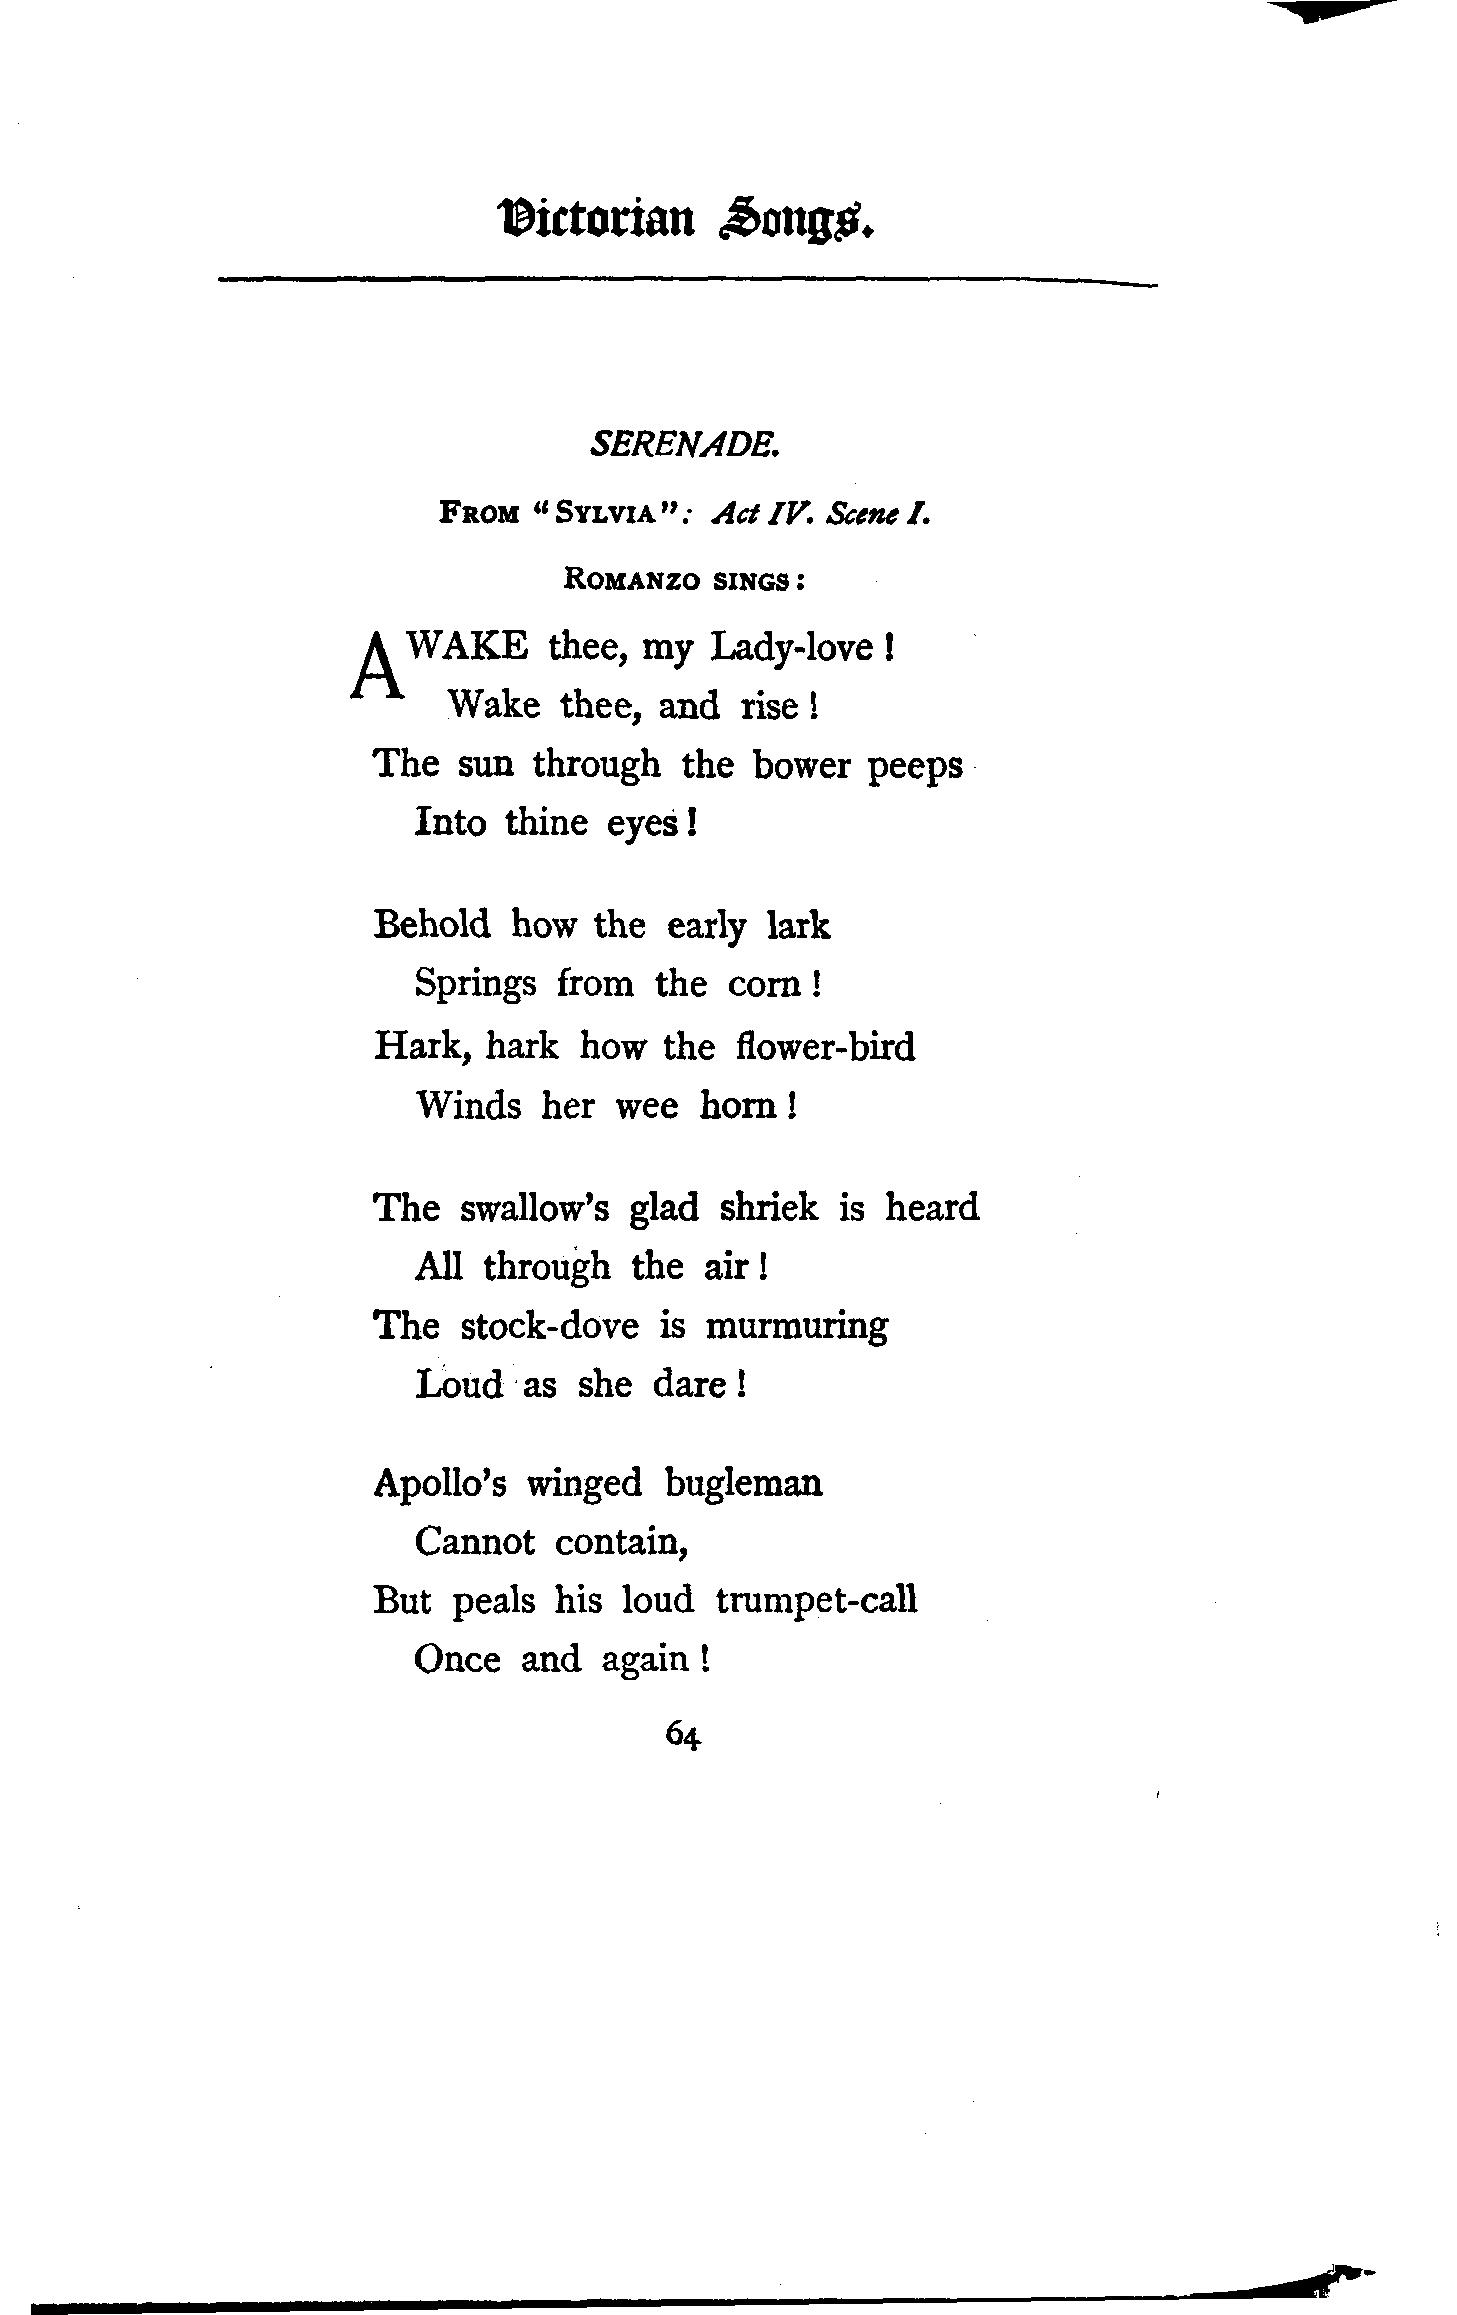 Victorian Songs.
SERENADE.
FROM "SYLVIA": Act IV. Scene I.
ROMANZO SINGS:
AWAKE thee, my Lady-love!
Wake thee, and rise!
The sun through the bower peeps
Into thine eyes!
Behold how the early lark
Springs from the corn!
Hark, hark how the flower-bird
Winds her wee horn!
The swallow's glad shriek is heard
All through the air!
The stock-dove is murmuring
Loud as she dare!
Apollo's winged bugleman
Cannot contain,
But peals his loud trumpet-call
Once and again!
64